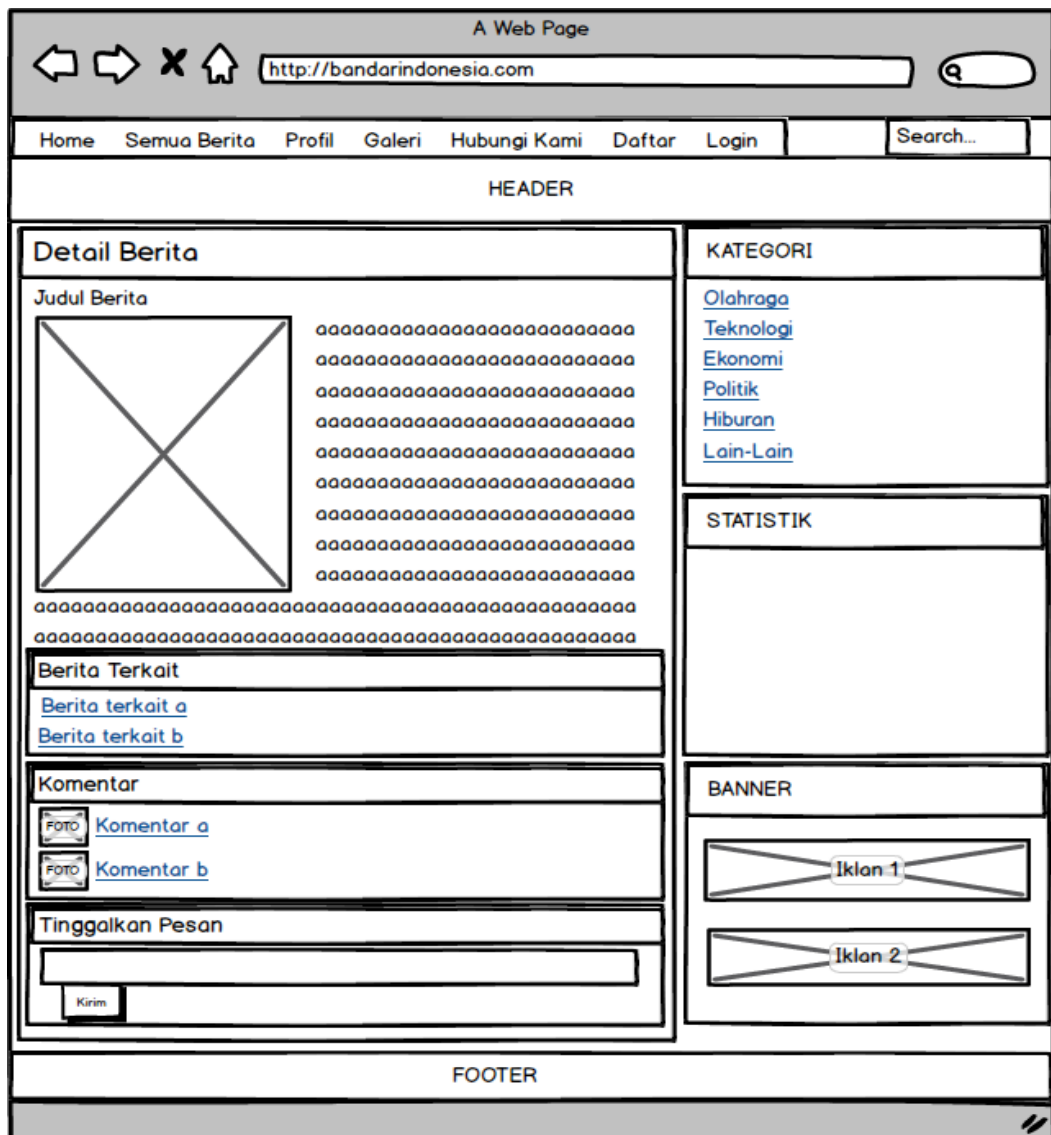 A Web Page
http://bandarindonesia.com
Home Semua Berita Profil Galeri Hubungi Kami Daftar Login Search...
HEADER
Detail Berita
Judul Berita
aaaaaaaaaaaaaaaaaaaaaaaaaa
aaaaaaaaaaaaaaaaaaaaaaaaaa
aaaaaaaaaaaaaaaaaaaaaaaaaa
aaaaaaaaaaaaaaaaaaaaaaaaaa
aaaaaaaaaaaaaaaaaaaaaaaaaa
aaaaaaaaaaaaaaaaaaaaaaaaaa
aaaaaaaaaaaaaaaaaaaaaaaaaa
aaaaaaaaaaaaaaaaaaaaaaaaaa
aaaaaaaaaaaaaaaaaaaaaaaaaa
aaaaaaaaaaaaaaaaaaaaaaaaaaaaaaaaaaaaaaaaaaaaaaaaa
aaaaaaaaaaaaaaaaaaaaaaaaaaaaaaaaaaaaaaaaaaaaaaaaa
Berita Terkait
Berita terkait a
Berita terkait b
Komentar
FOTO Komentar a
FOTO Komentar b
Tinggalkan Pesan
Kirim
KATEGORI
Olahraga
Teknologi
Ekonomi
Politik
Hiburan
Lain-Lain
STATISTIK
BANNER
Iklan 1
Iklan 2
FOOTER